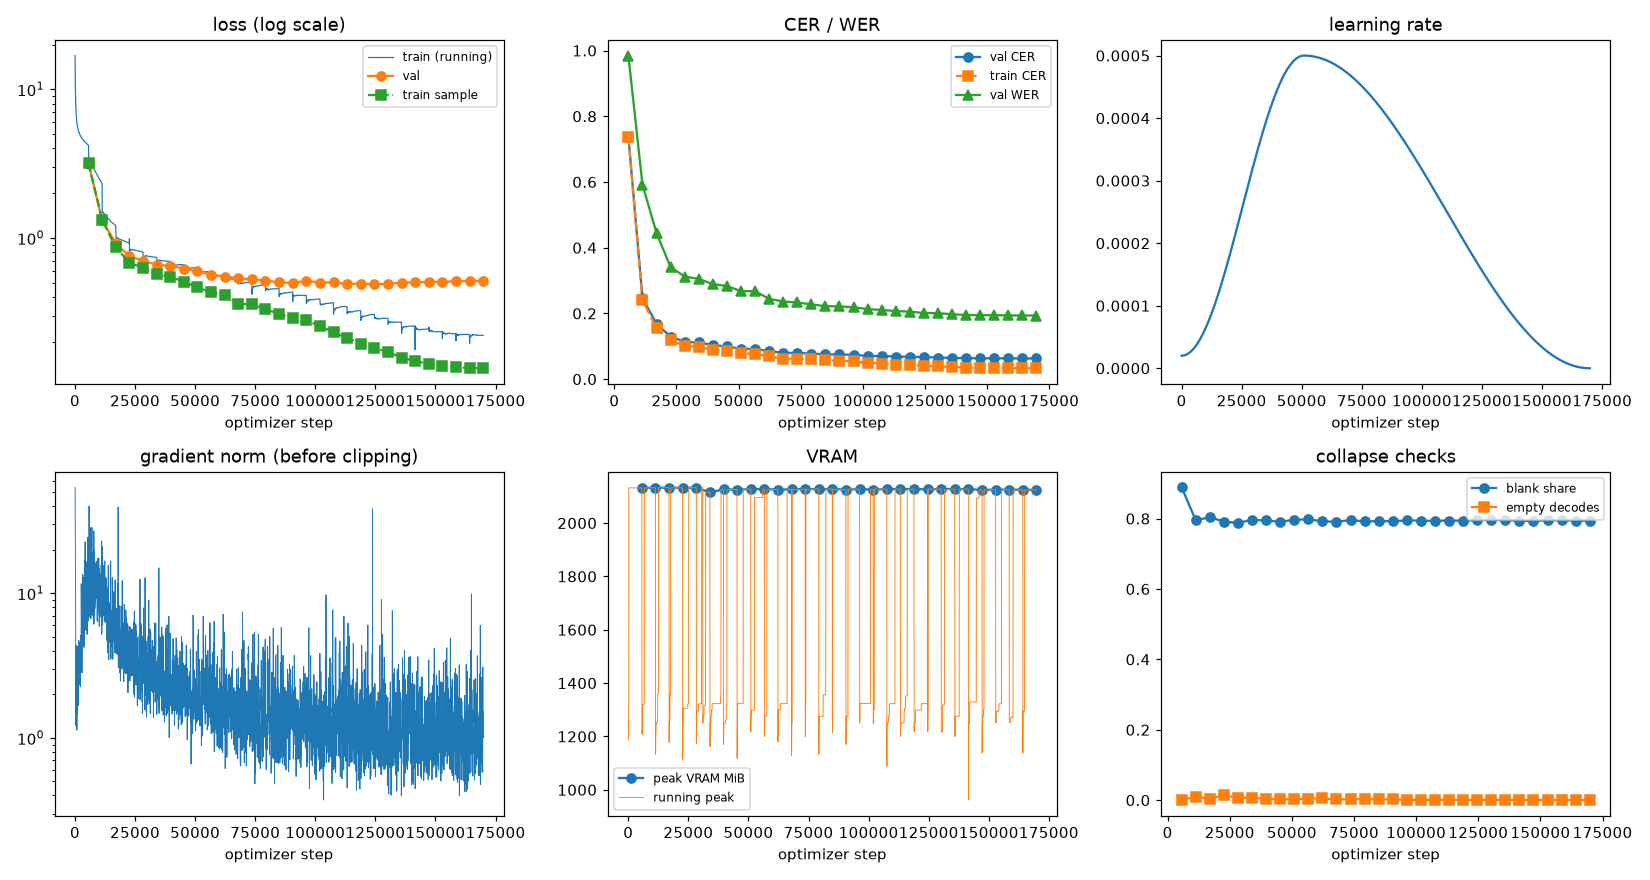 loss (log scale)
train (running)
val
train sample
10¹
10⁰
0 25000 50000 75000 100000 125000 150000 175000
optimizer step
CER / WER
val CER
train CER
val WER
1.0
0.8
0.6
0.4
0.2
0.0
0 25000 50000 75000 100000 125000 150000 175000
optimizer step
learning rate
0.0005
0.0004
0.0003
0.0002
0.0001
0.0000
0 25000 50000 75000 100000 125000 150000 175000
optimizer step
gradient norm (before clipping)
10¹
10⁰
0 25000 50000 75000 100000 125000 150000 175000
optimizer step
VRAM
2000
1800
1600
1400
1200
1000
peak VRAM MiB
running peak
0 25000 50000 75000 100000 125000 150000 175000
optimizer step
collapse checks
blank share
empty decodes
0.8
0.6
0.4
0.2
0.0
0 25000 50000 75000 100000 125000 150000 175000
optimizer step